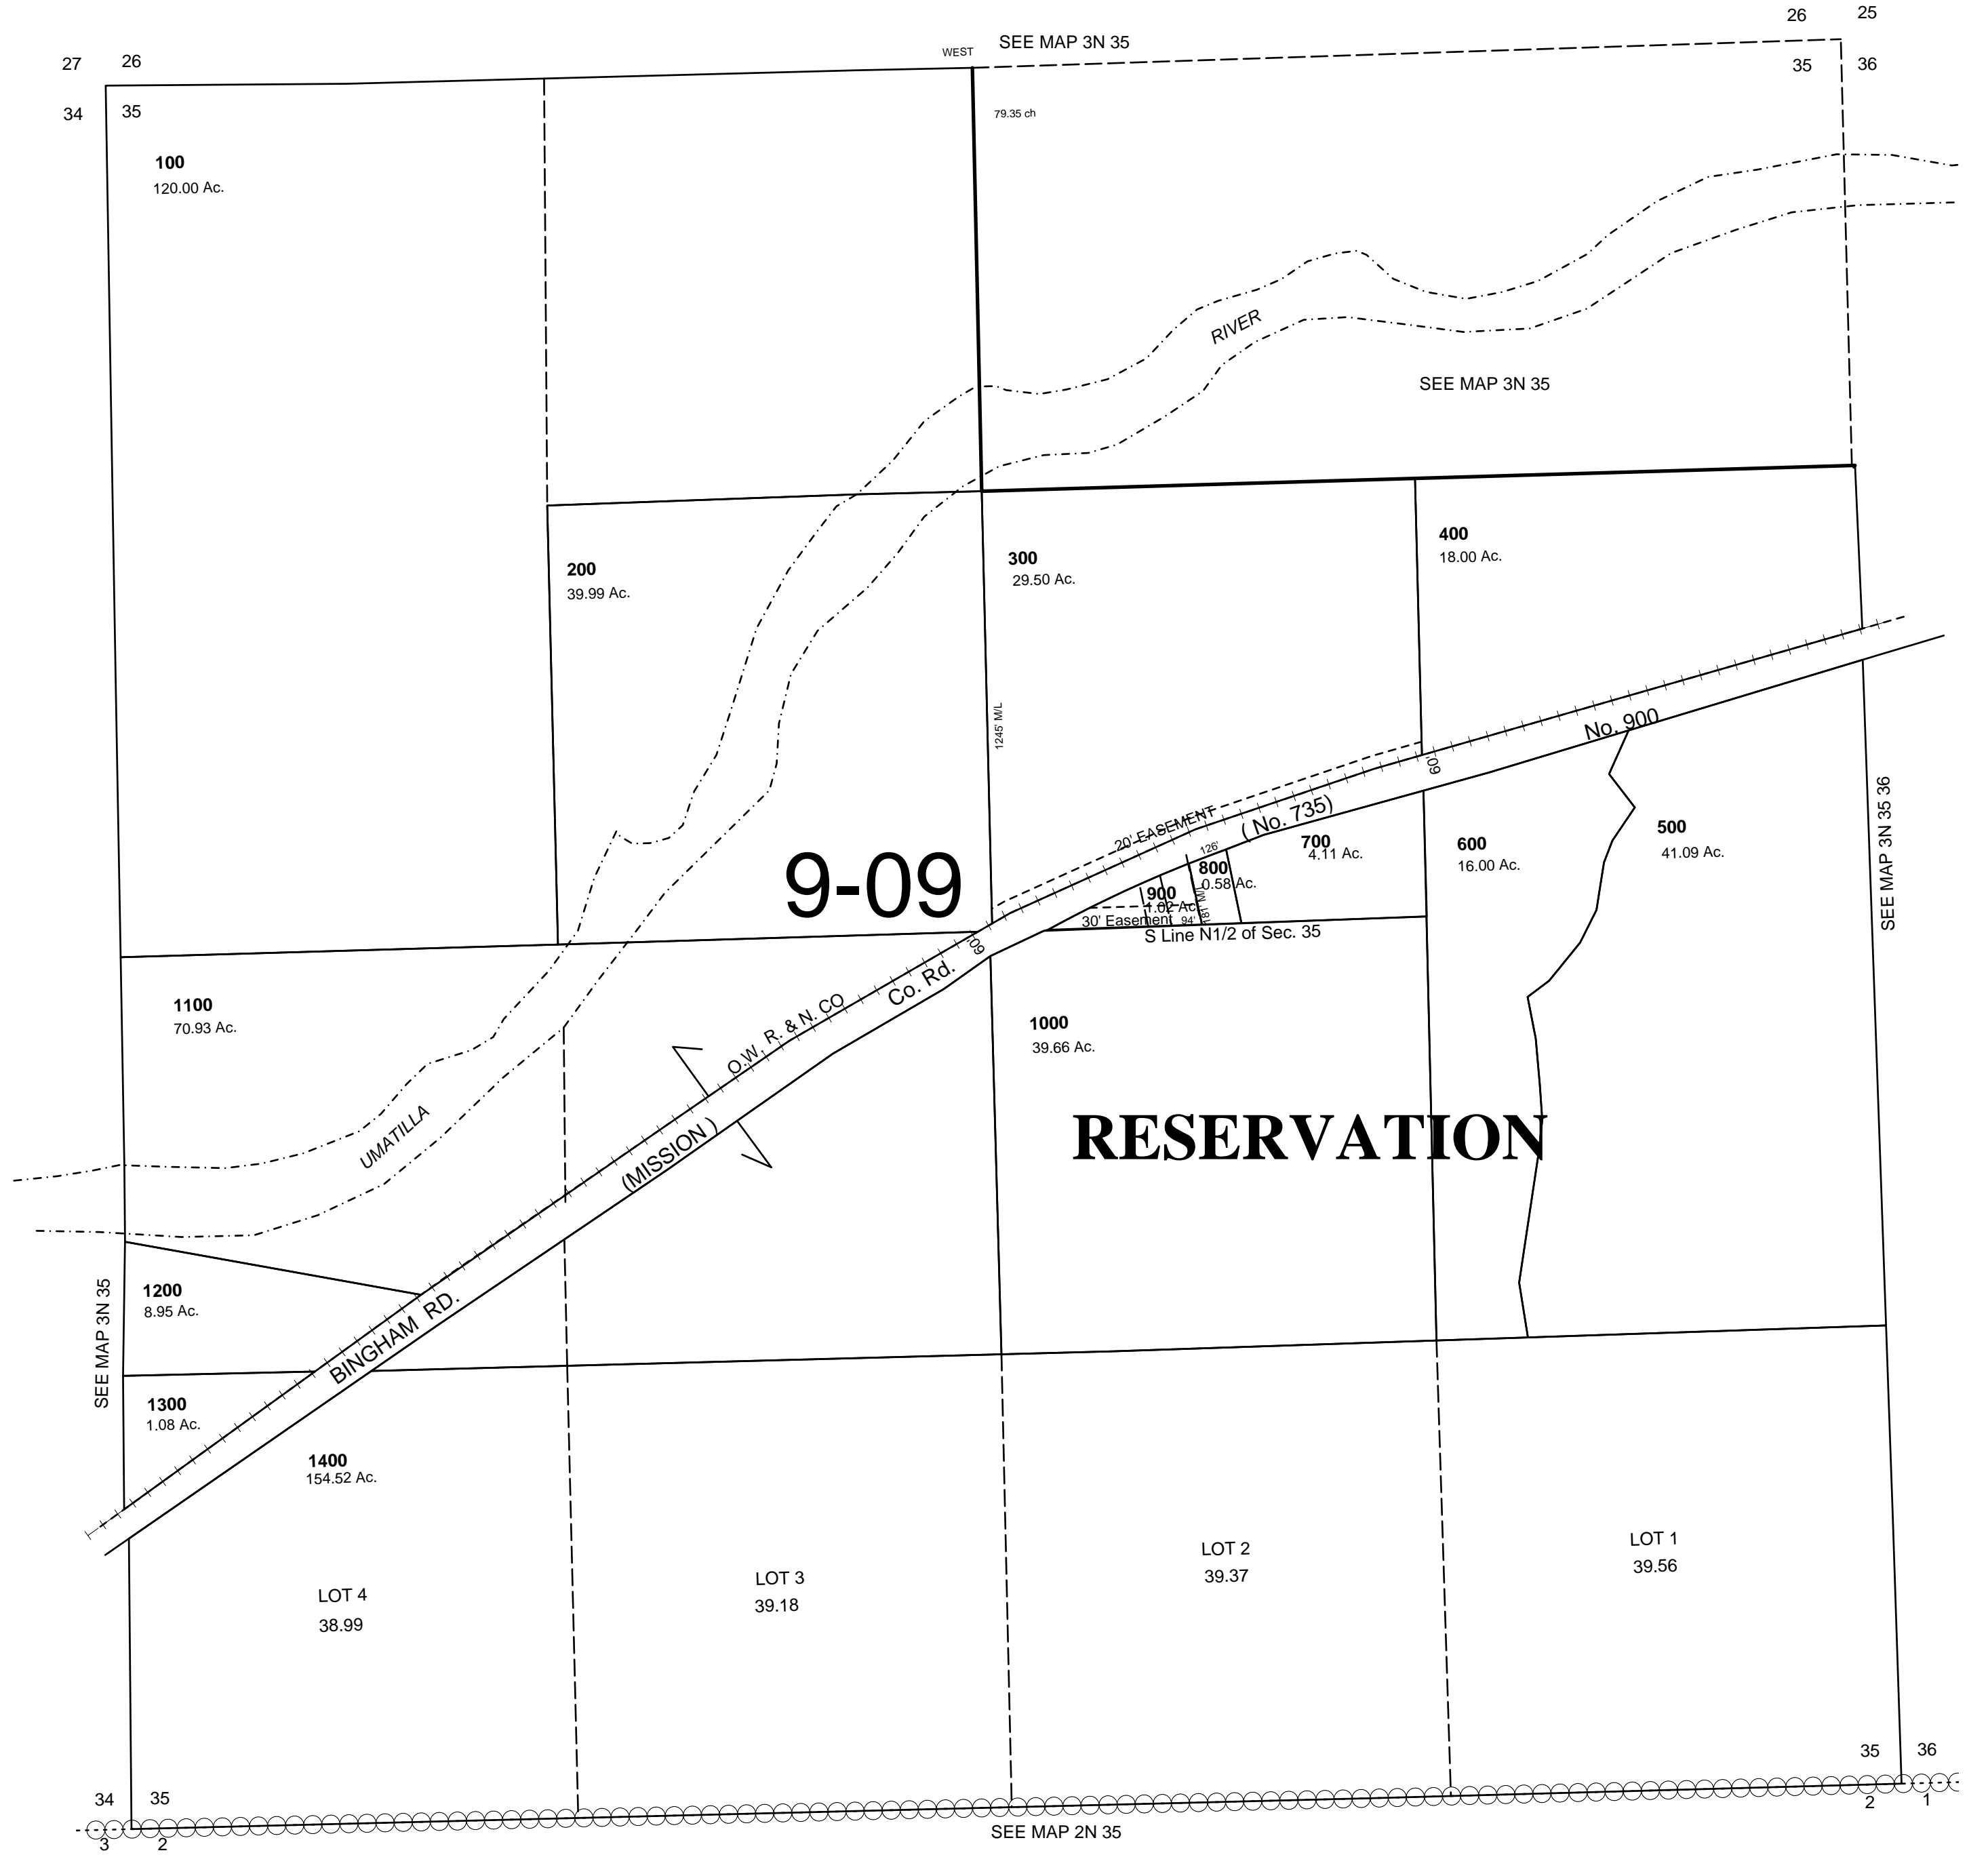 26
25
SEE MAP 3N 35
WEST
27
26
35
36
34
35
79.35 ch
100
120.00 Ac.
RIVER
SEE MAP 3N 35
400
18.00 Ac.
300
29.50 Ac.
200
39.99 Ac.
1245' M/L
No. 900
60'
20' EASEMENT
( No. 735)
126'
700
4.11 Ac.
600
16.00 Ac.
500
41.09 Ac.
SEE MAP 3N 35 36
9-09
800
0.58 Ac.
900
1.02 Ac.
181' M/L
30' Easement
94'
S Line N1/2 of Sec. 35
60'
Co. Rd.
1100
70.93 Ac.
O.W. R. & N. CO
1000
39.66 Ac.
UMATILLA
(MISSION )
RESERVATION
SEE MAP 3N 35
1200
8.95 Ac.
BINGHAM RD.
1300
1.08 Ac.
1400
154.52 Ac.
LOT 4
38.99
LOT 3
39.18
LOT 2
39.37
LOT 1
39.56
35
36
34
35
2
1
3
2
SEE MAP 2N 35